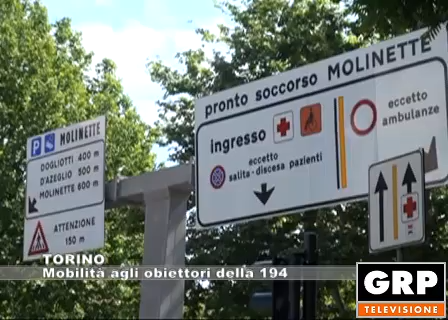 P MOLINETTE
DOGLIOTTI 400 m
D'AZEGLIO 500 m
MOLINETTE 600 m
ATTENZIONE
150 m
pronto soccorso MOLINETTE
ingresso
eccetto
salita - discesa pazienti
eccetto
ambulanze
TORINO
Mobilità agli obiettori della 194
GRP
TELEVISIONE